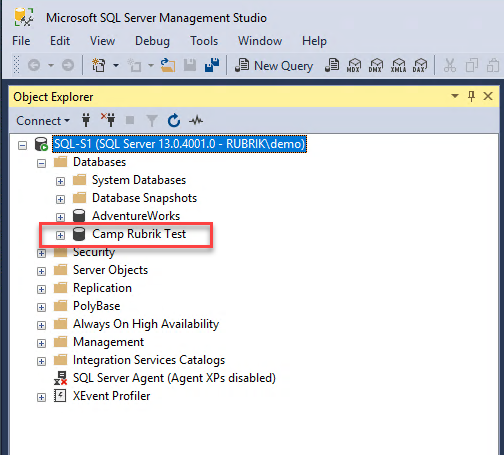 Microsoft SQL Server Management Studio
File Edit View Debug Tools Window Help
New Query MDX DMX XMLA DAX
Object Explorer
Connect
SQL-S1 (SQL Server 13.0.4001.0 - RUBRIK\demo)
Databases
System Databases
Database Snapshots
AdventureWorks
Camp Rubrik Test
Security
Server Objects
Replication
PolyBase
Always On High Availability
Management
Integration Services Catalogs
SQL Server Agent (Agent XPs disabled)
XEvent Profiler